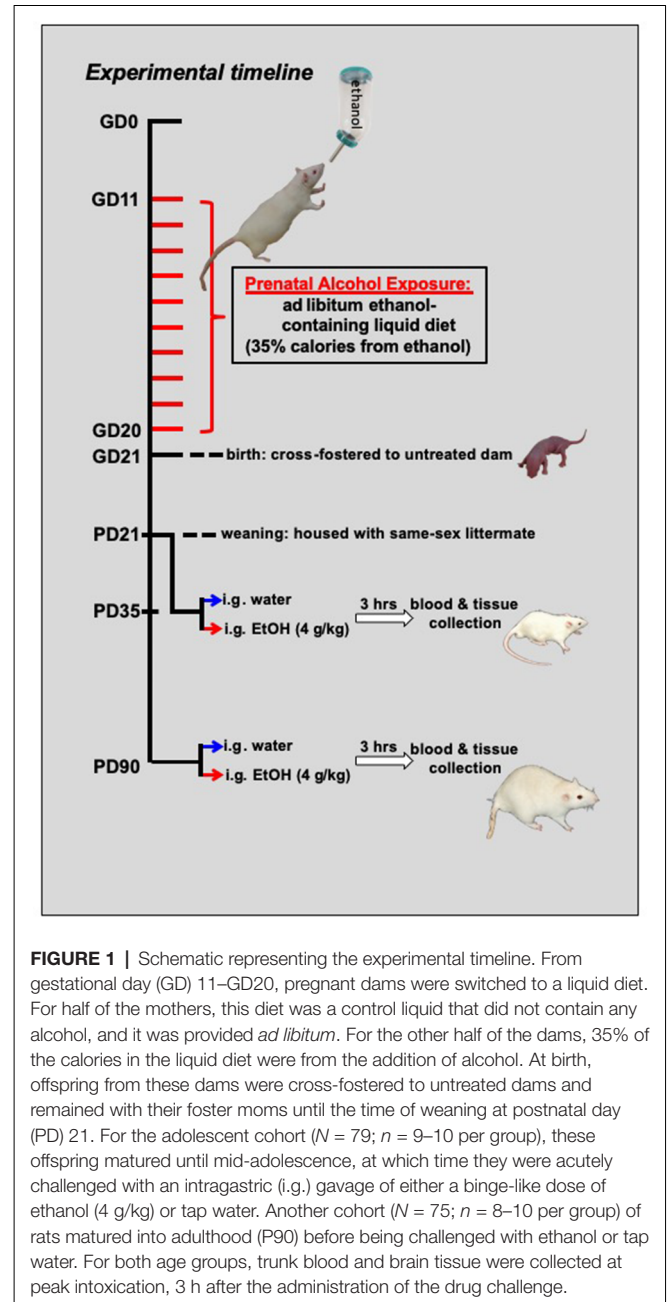 Experimental timeline
ethanol
GD0
GD11
Prenatal Alcohol Exposure:
ad libitum ethanol-
containing liquid diet
(35% calories from ethanol)
GD20
GD21
birth: cross-fostered to untreated dam
PD21
weaning: housed with same-sex littermate
PD35
i.g. water
i.g. EtOH (4 g/kg)
3 hrs
blood & tissue
collection
PD90
i.g. water
i.g. EtOH (4 g/kg)
3 hrs
blood & tissue
collection
FIGURE 1 | Schematic representing the experimental timeline. From
gestational day (GD) 11–GD20, pregnant dams were switched to a liquid diet.
For half of the mothers, this diet was a control liquid that did not contain any
alcohol, and it was provided ad libitum. For the other half of the dams, 35% of
the calories in the liquid diet were from the addition of alcohol. At birth,
offspring from these dams were cross-fostered to untreated dams and
remained with their foster moms until the time of weaning at postnatal day
(PD) 21. For the adolescent cohort (N = 79; n = 9–10 per group), these
offspring matured until mid-adolescence, at which time they were acutely
challenged with an intragastric (i.g.) gavage of either a binge-like dose of
ethanol (4 g/kg) or tap water. Another cohort (N = 75; n = 8–10 per group) of
rats matured into adulthood (P90) before being challenged with ethanol or tap
water. For both age groups, trunk blood and brain tissue were collected at
peak intoxication, 3 h after the administration of the drug challenge.